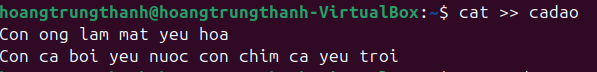 hoangtrungthanh@hoangtrungthanh-VirtualBox:~$ cat >> cadao
Con ong lam mat yeu hoa
Con ca boi yeu nuoc con chim ca yeu troi